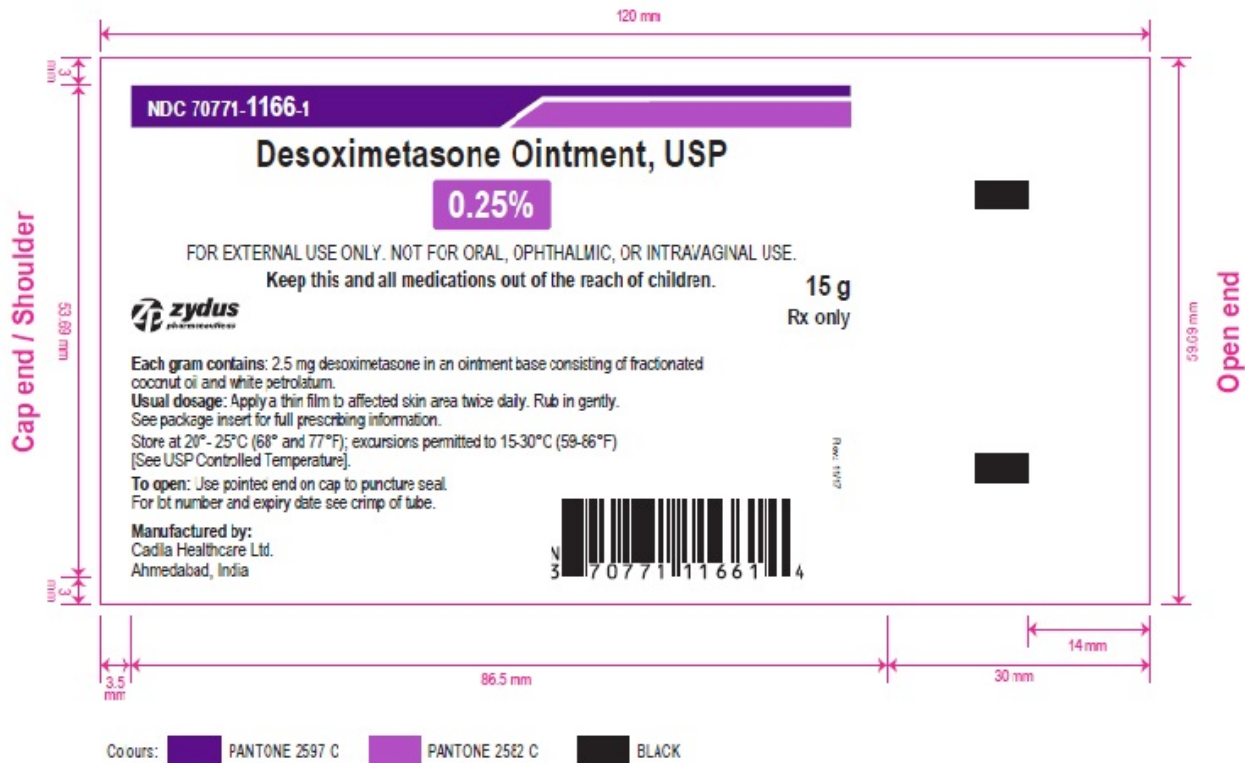 120 mm
3 mm
NDC 70771-1166-1
Desoximetasone Ointment, USP
0.25%
FOR EXTERNAL USE ONLY. NOT FOR ORAL, OPHTHALMIC, OR INTRAVAGINAL USE.
Keep this and all medications out of the reach of children.
15 g
Rx only
zydus
pharmaceuticals
Cap end / Shoulder
53.69 mm
59.69 mm
Open end
Each gram contains: 2.5 mg desoximetasone in an ointment base consisting of fractionated
coconut oil and white petrolatum.
Usual dosage: Apply a thin film to affected skin area twice daily. Rub in gently.
See package insert for full prescribing information.
Store at 20°- 25°C (68° and 77°F); excursions permitted to 15-30°C (59-86°F)
[See USP Controlled Temperature].
To open: Use pointed end on cap to puncture seal.
For lot number and expiry date see crimp of tube.
Rev.: 11/17
Manufactured by:
Cadila Healthcare Ltd.
Ahmedabad, India
N
3 70771 11661 4
3 mm
14 mm
3.5 mm
86.5 mm
30 mm
Colours: PANTONE 2597 C PANTONE 2582 C BLACK